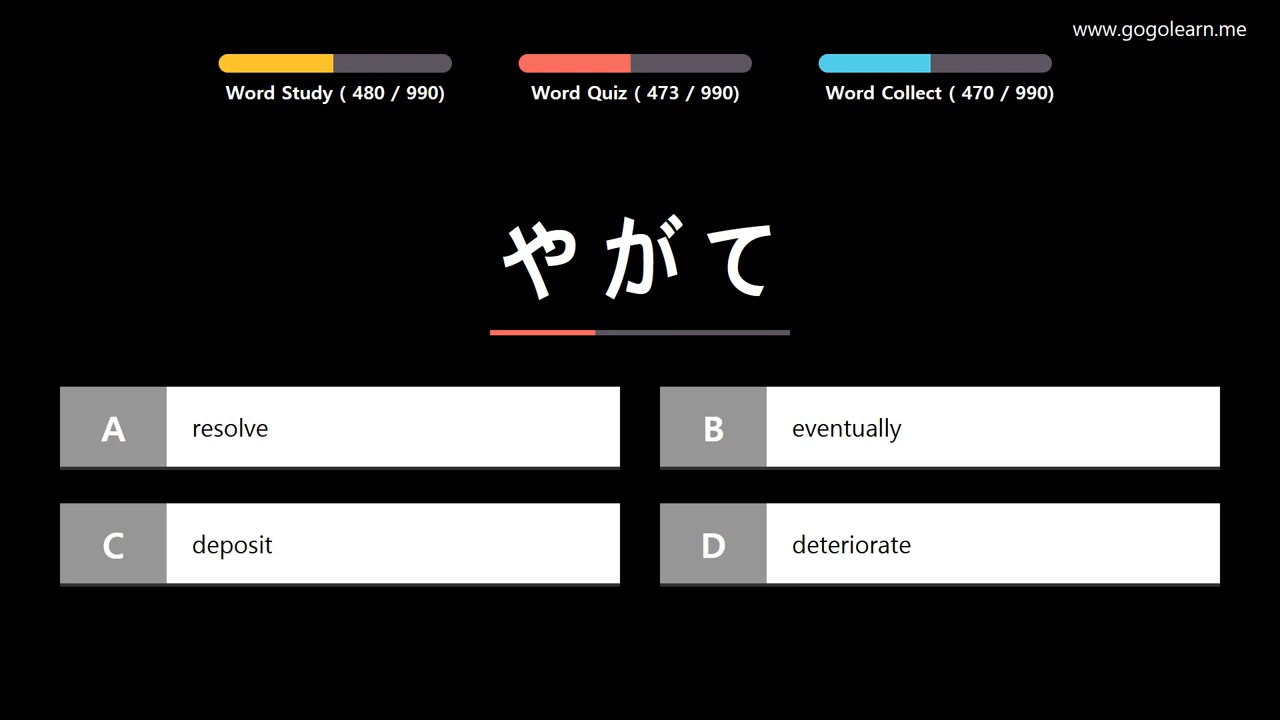 www.gogolearn.me
Word Study ( 480 / 990)
Word Quiz ( 473 / 990)
Word Collect ( 470 / 990)
やがて
A resolve
B eventually
C deposit
D deteriorate